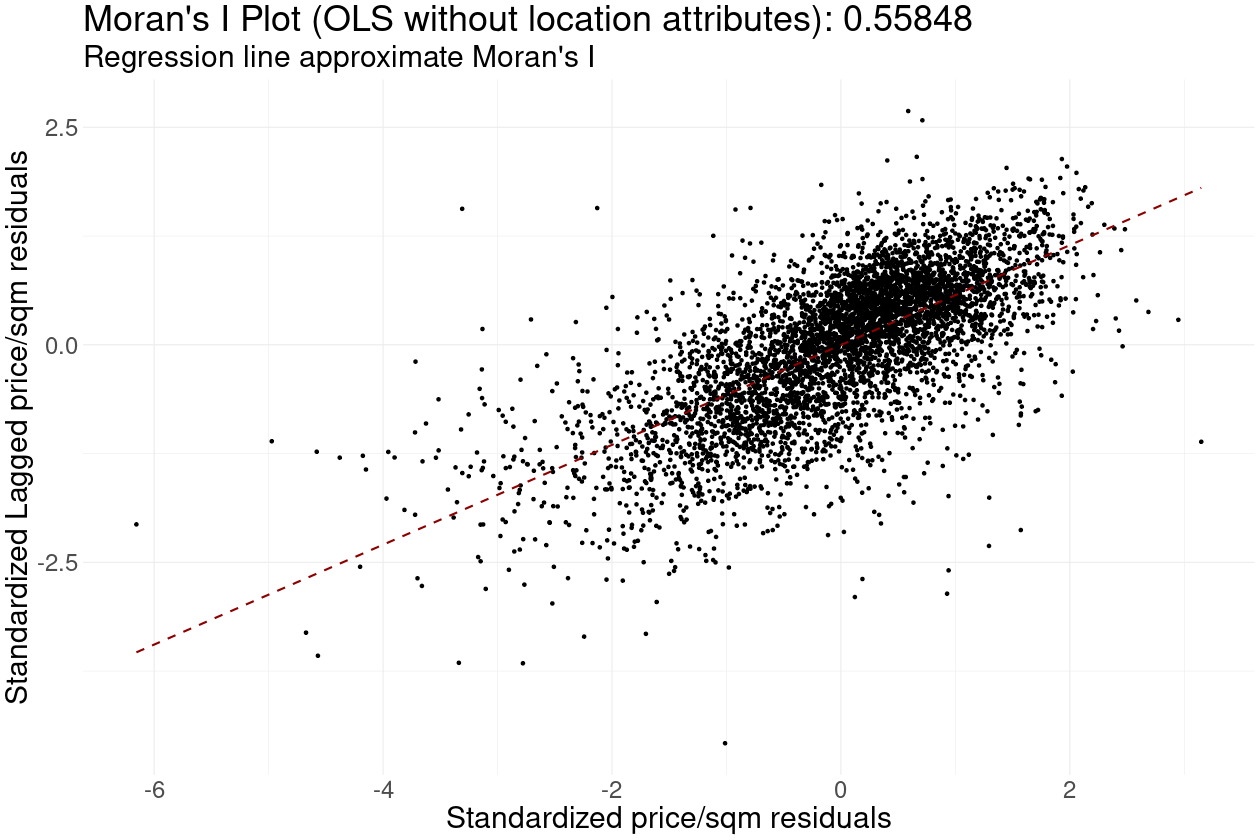 Moran's I Plot (OLS without location attributes): 0.55848
Regression line approximate Moran's I
Standardized Lagged price/sqm residuals
2.5
0.0
-2.5
-6
-4
-2
0
2
Standardized price/sqm residuals